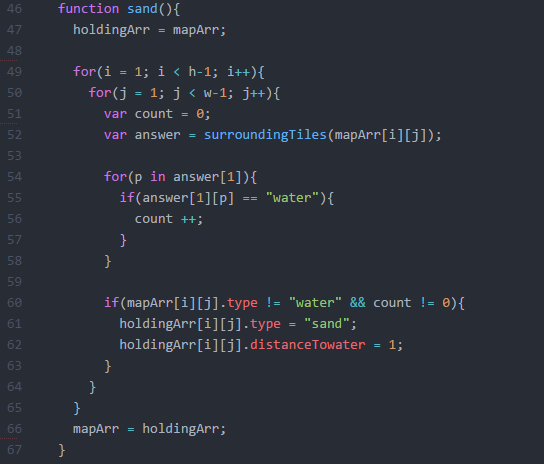 46 function sand(){
47 holdingArr = mapArr;
48
49 for(i = 1; i < h-1; i++){
50 for(j = 1; j < w-1; j++){
51 var count = 0;
52 var answer = surroundingTiles(mapArr[i][j]);
53
54 for(p in answer[1]){
55 if(answer[1][p] == "water"){
56 count ++;
57 }
58 }
59
60 if(mapArr[i][j].type != "water" && count != 0){
61 holdingArr[i][j].type = "sand";
62 holdingArr[i][j].distanceTowater = 1;
63 }
64 }
65 }
66 mapArr = holdingArr;
67 }